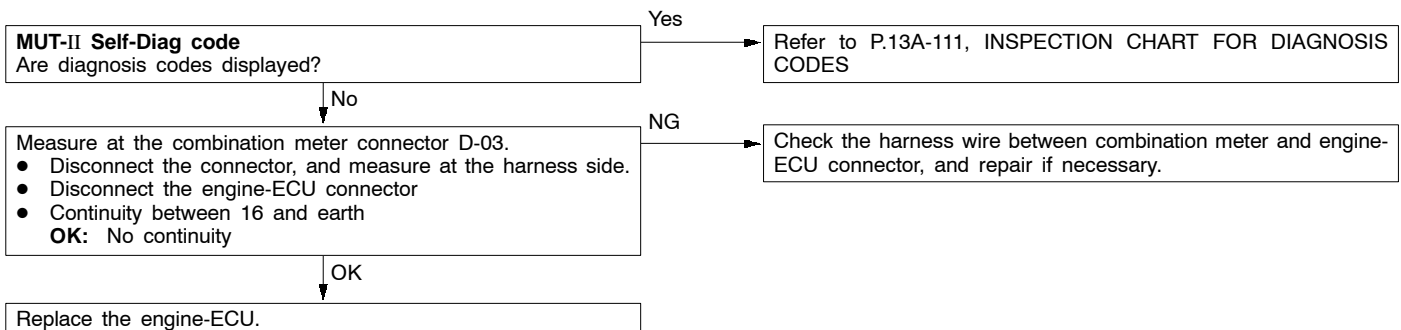 MUT-II Self-Diag code
Are diagnosis codes displayed?
Yes
Refer to P.13A-111, INSPECTION CHART FOR DIAGNOSIS
CODES
No
Measure at the combination meter connector D-03.
● Disconnect the connector, and measure at the harness side.
● Disconnect the engine-ECU connector
● Continuity between 16 and earth
OK: No continuity
NG
Check the harness wire between combination meter and engine-
ECU connector, and repair if necessary.
OK
Replace the engine-ECU.